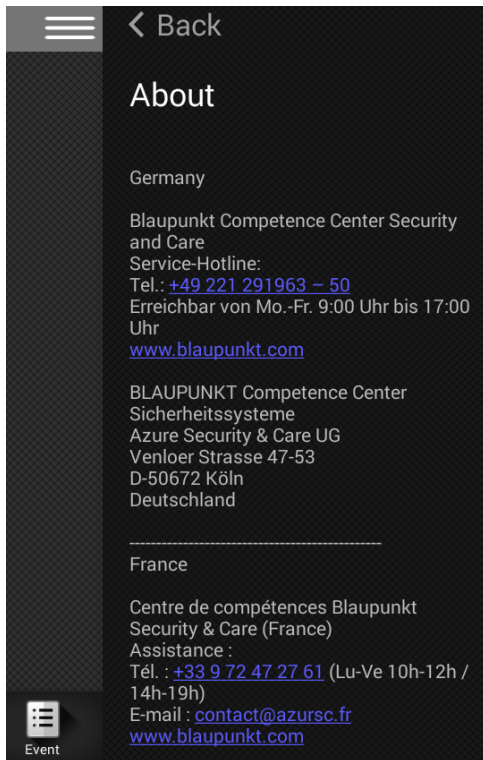 Back
About
Germany
Blaupunkt Competence Center Security
and Care
Service-Hotline:
Tel.: +49 221 291963 – 50
Erreichbar von Mo.-Fr. 9:00 Uhr bis 17:00
Uhr
www.blaupunkt.com
BLAUPUNKT Competence Center
Sicherheitssysteme
Azure Security & Care UG
Venloer Strasse 47-53
D-50672 Köln
Deutschland
-----------------------------------------------
France
Centre de compétences Blaupunkt
Security & Care (France)
Assistance :
Tél. : +33 9 72 47 27 61 (Lu-Ve 10h-12h /
14h-19h)
E-mail : contact@azursc.fr
www.blaupunkt.com
Event